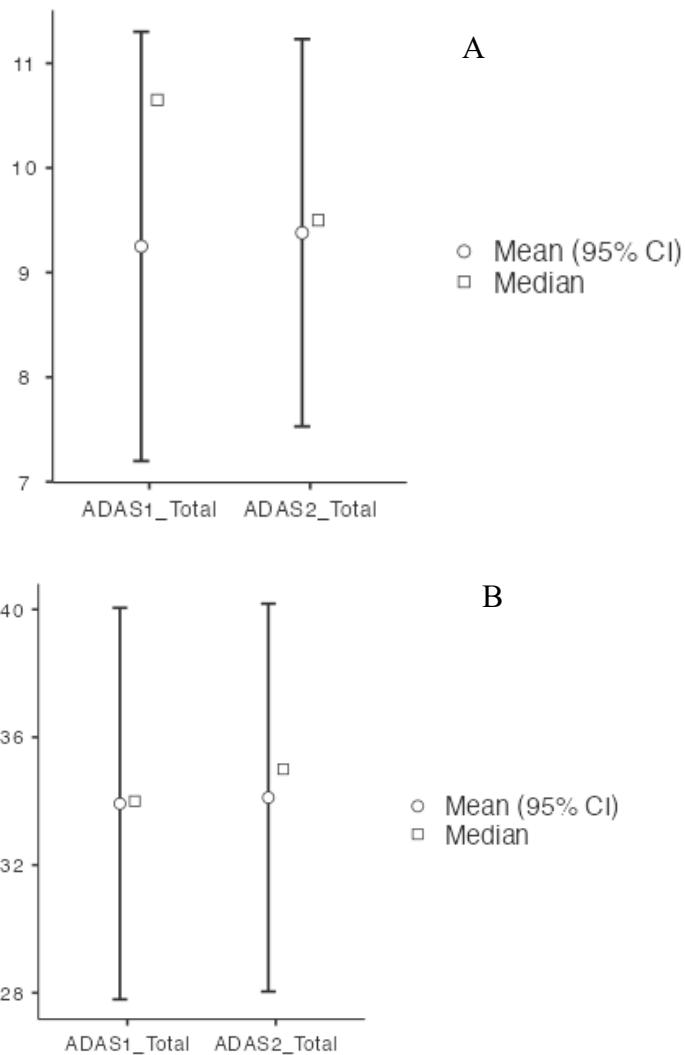 A
11
10
9
8
7
Mean (95% CI)
Median
ADAS1_Total ADAS2_Total
B
40
36
32
28
Mean (95% CI)
Median
ADAS1_Total ADAS2_Total